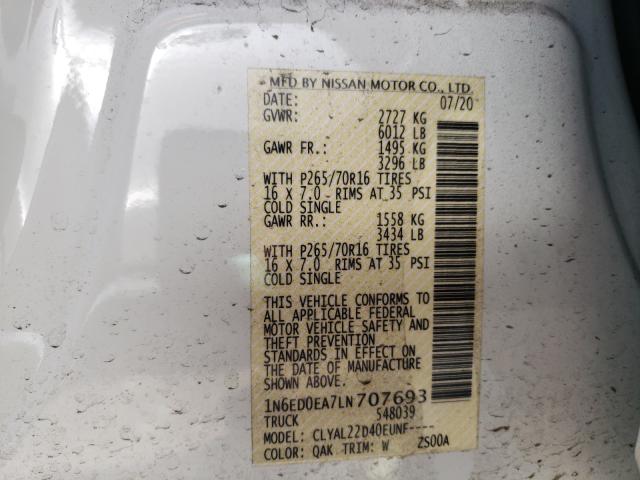 MFD BY NISSAN MOTOR CO., LTD.
DATE: 07/20
GVWR: 2727 KG
6012 LB
GAWR FR.: 1495 KG
3296 LB
WITH P265/70R16 TIRES
16 X 7.0 RIMS AT 35 PSI
COLD SINGLE
GAWR RR.: 1558 KG
3434 LB
WITH P265/70R16 TIRES
16 X 7.0 RIMS AT 35 PSI
COLD SINGLE
THIS VEHICLE CONFORMS TO
ALL APPLICABLE FEDERAL
MOTOR VEHICLE SAFETY AND
THEFT PREVENTION
STANDARDS IN EFFECT ON
THE DATE OF MANUFACTURE
SHOWN ABOVE.
1N6ED0EA7LN707693
TRUCK 548039
MODEL: CLYAL22D40EUNF----
COLOR: QAK TRIM: W ZS00A